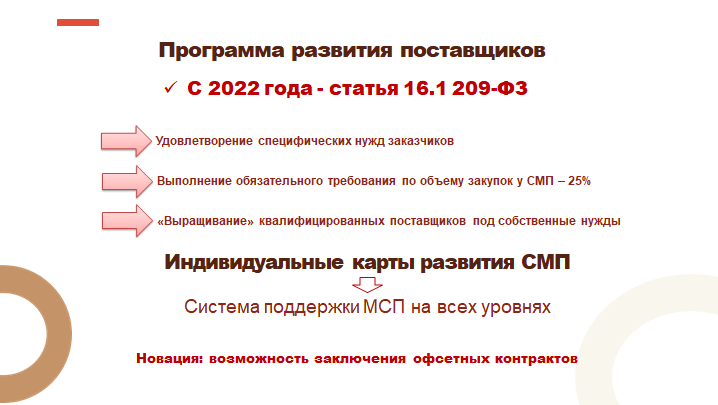 Программа развития поставщиков
С 2022 года - статья 16.1 209-ФЗ
Удовлетворение специфических нужд заказчиков
Выполнение обязательного требования по объему закупок у СМП – 25%
«Выращивание» квалифицированных поставщиков под собственные нужды
Индивидуальные карты развития СМП
Система поддержки МСП на всех уровнях
Новация: возможность заключения офсетных контрактов